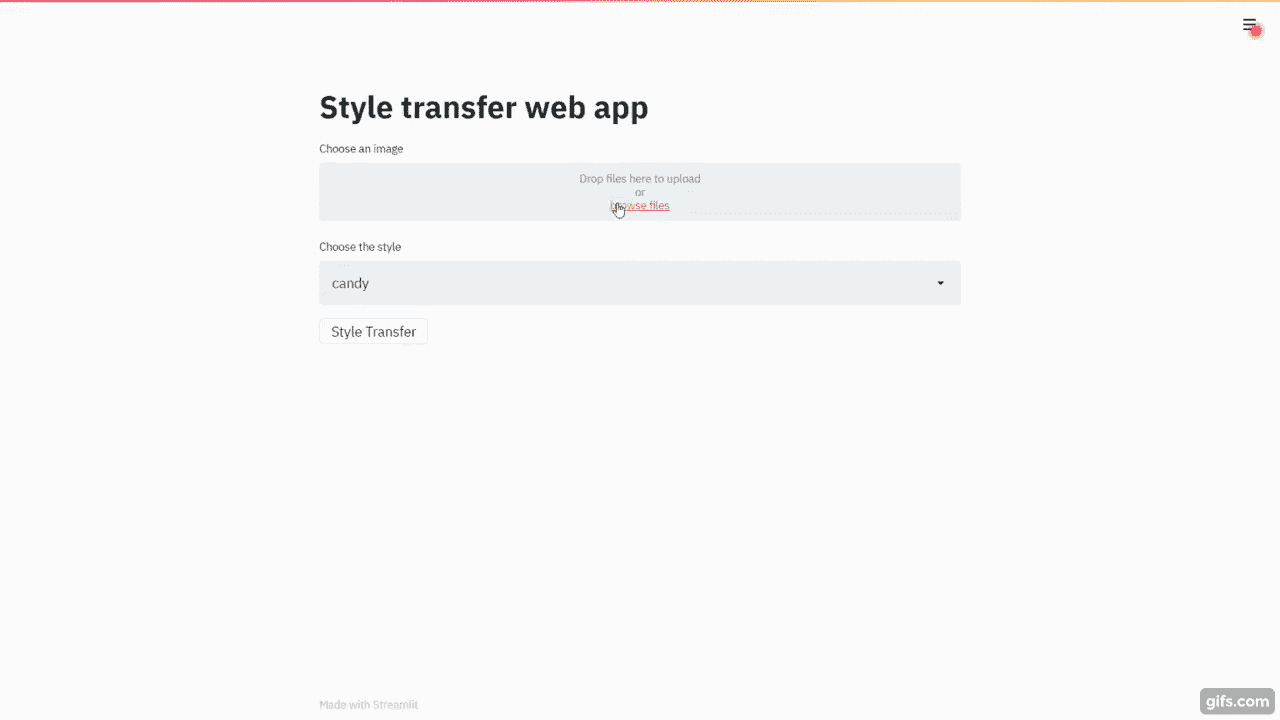 Style transfer web app
Choose an image
Drop files here to upload
or
browse files
Choose the style
candy
Style Transfer
Made with Streamlit
gifs.com